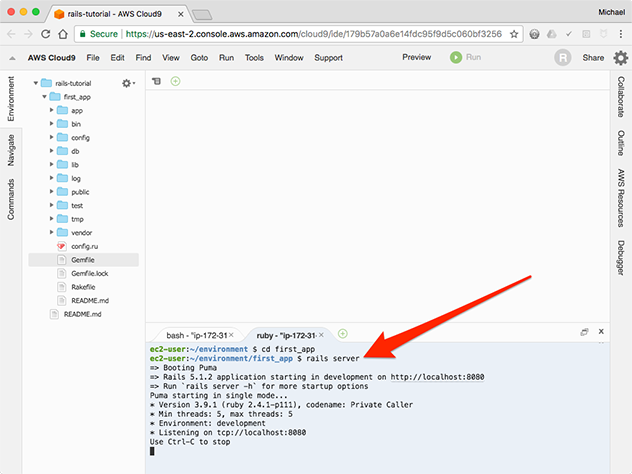 rails-tutorial - AWS Cloud9
Michael
Secure https://us-east-2.console.aws.amazon.com/cloud9/ide/179b57a0a6e14fdc95f9d5c060bf3256
AWS Cloud9 File Edit Find View Goto Run Tools Window Support Preview Run R Share
Environment
Navigate
Commands
rails-tutorial
first_app
app
bin
config
db
lib
log
public
test
tmp
vendor
config.ru
Gemfile
Gemfile.lock
Rakefile
README.md
README.md
Collaborate
Outline
AWS Resources
Debugger
bash - "ip-172-31 ruby - "ip-172-31-
ec2-user:~/environment $ cd first_app
ec2-user:~/environment/first_app $ rails server
=> Booting Puma
=> Rails 5.1.2 application starting in development on http://localhost:8080
=> Run `rails server -h` for more startup options
Puma starting in single mode...
* Version 3.9.1 (ruby 2.4.1-p111), codename: Private Caller
* Min threads: 5, max threads: 5
* Environment: development
* Listening on tcp://localhost:8080
Use Ctrl-C to stop